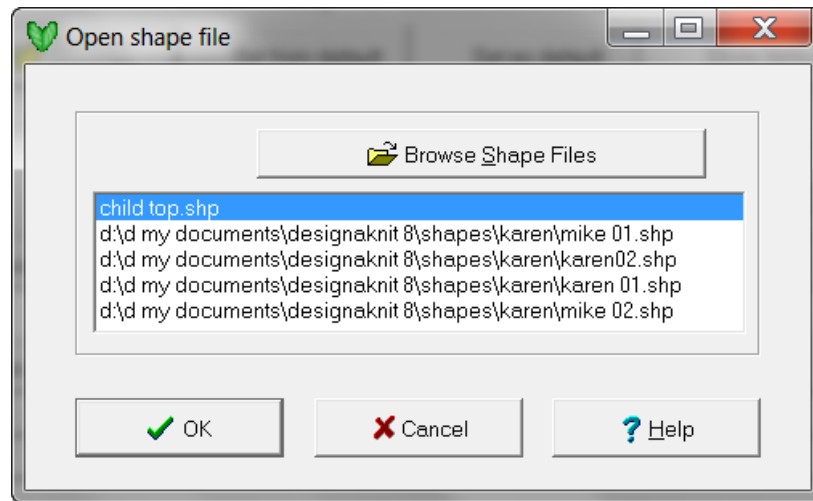 Open shape file
Browse Shape Files
child top.shp
d:\d my documents\designaknit 8\shapes\karen\mike 01.shp
d:\d my documents\designaknit 8\shapes\karen\karen02.shp
d:\d my documents\designaknit 8\shapes\karen\karen 01.shp
d:\d my documents\designaknit 8\shapes\karen\mike 02.shp
OK Cancel Help